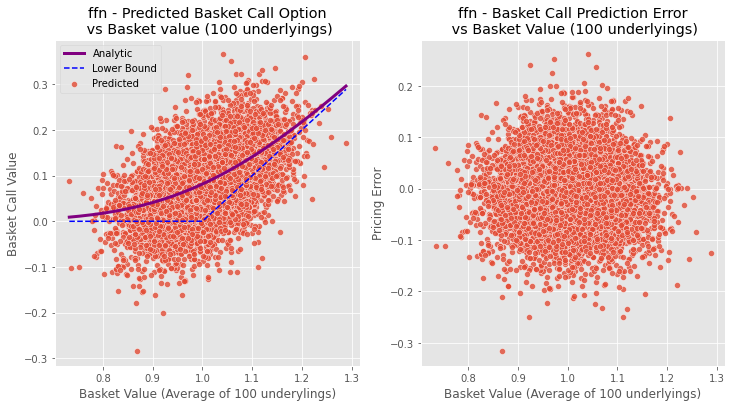 ffn - Predicted Basket Call Option
vs Basket value (100 underlyings)
Analytic
Lower Bound
Predicted
Basket Call Value
0.3
0.2
0.1
0.0
−0.1
−0.2
−0.3
0.8 0.9 1.0 1.1 1.2 1.3
Basket Value (Average of 100 underylings)
ffn - Basket Call Prediction Error
vs Basket Value (100 underlyings)
Pricing Error
0.2
0.1
0.0
−0.1
−0.2
−0.3
0.8 0.9 1.0 1.1 1.2 1.3
Basket Value (Average of 100 underlyings)